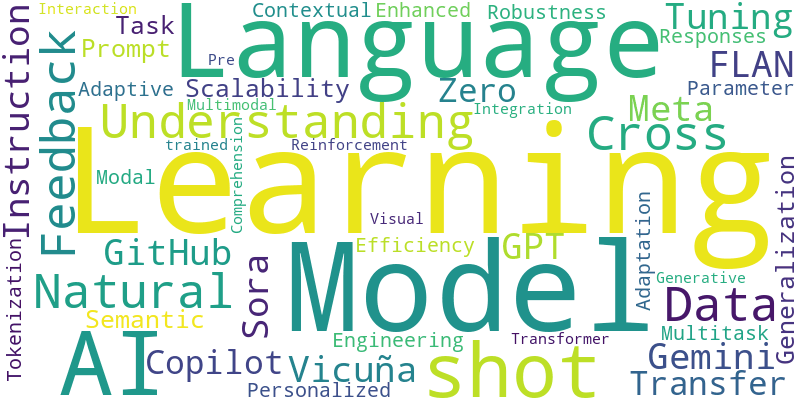 Interaction
Contextual
Enhanced
Robustness
Tuning
Task
Language
Responses
Prompt
Pre
FLAN
Instruction
Feedback
Adaptive
Scalability
Zero
Parameter
Multimodal
Integration
Meta
Understanding
Cross
trained
Reinforcement
Comprehension
Learning
Modal
Visual
Generalization
Adaptation
GitHub
Efficiency
GPT
Model
Tokenization
Sora
Natural
Generative
Data
Semantic
Multitask
AI
Engineering
Transformer
Copilot
Vicuña
shot
Gemini
Personalized
Transfer